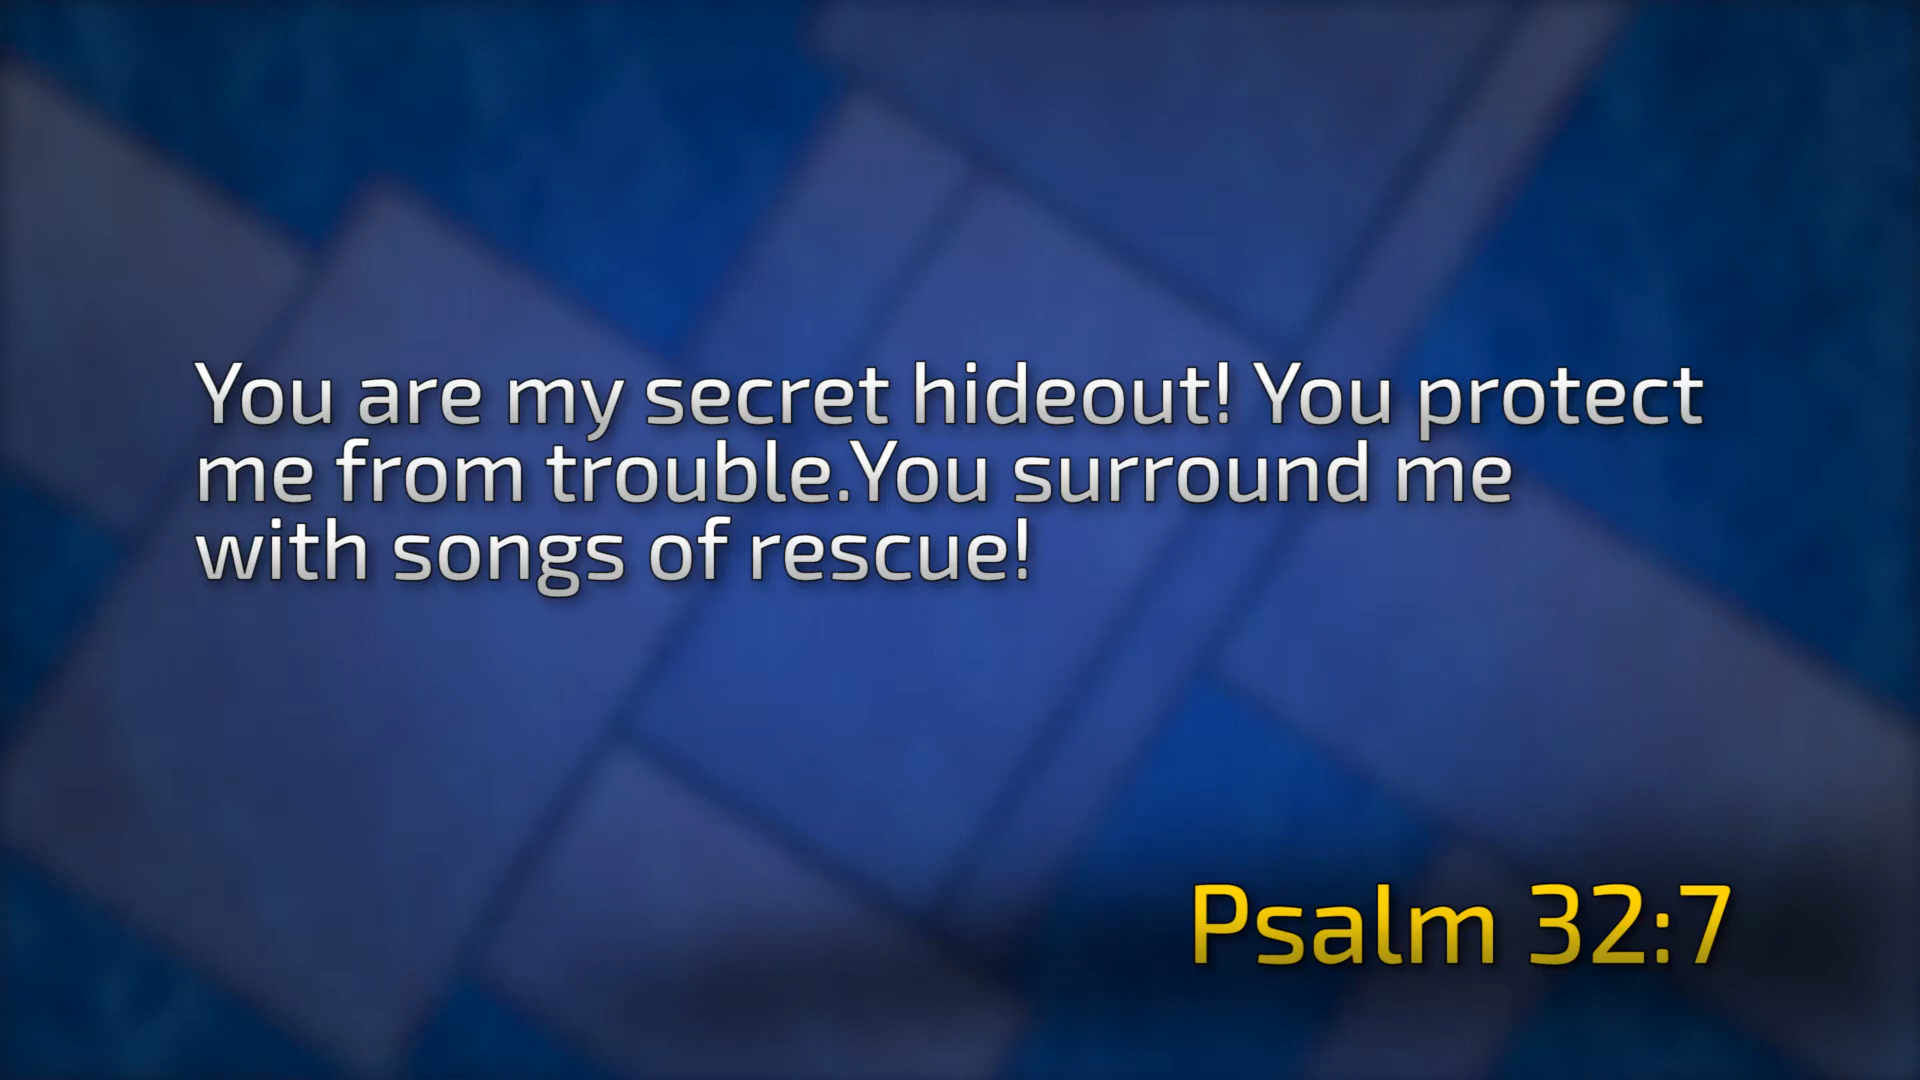 You are my secret hideout! You protect
me from trouble.You surround me
with songs of rescue!
Psalm 32:7